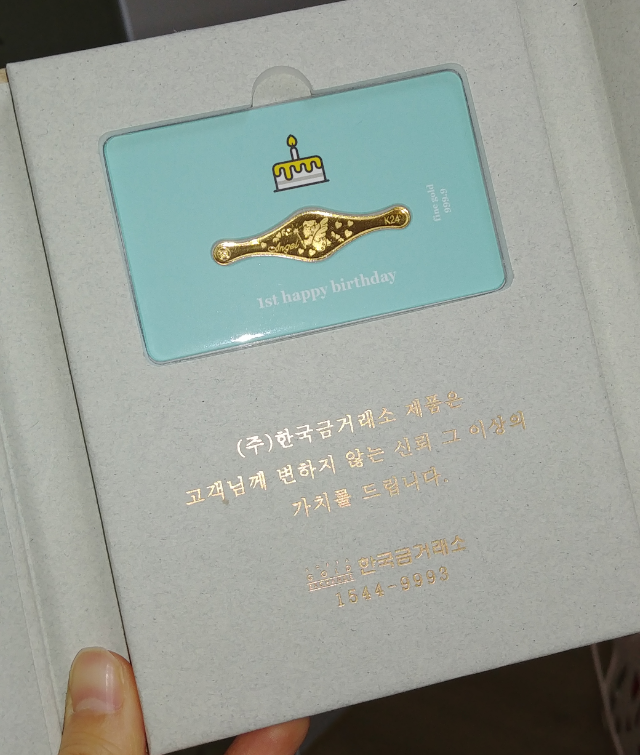 fine gold
999.9
Angel
K24
1st happy birthday
(주)한국금거래소 제품은
고객님께 변하지 않는 신뢰 그 이상의
가치를 드립니다.
한국금거래소
1544-9993